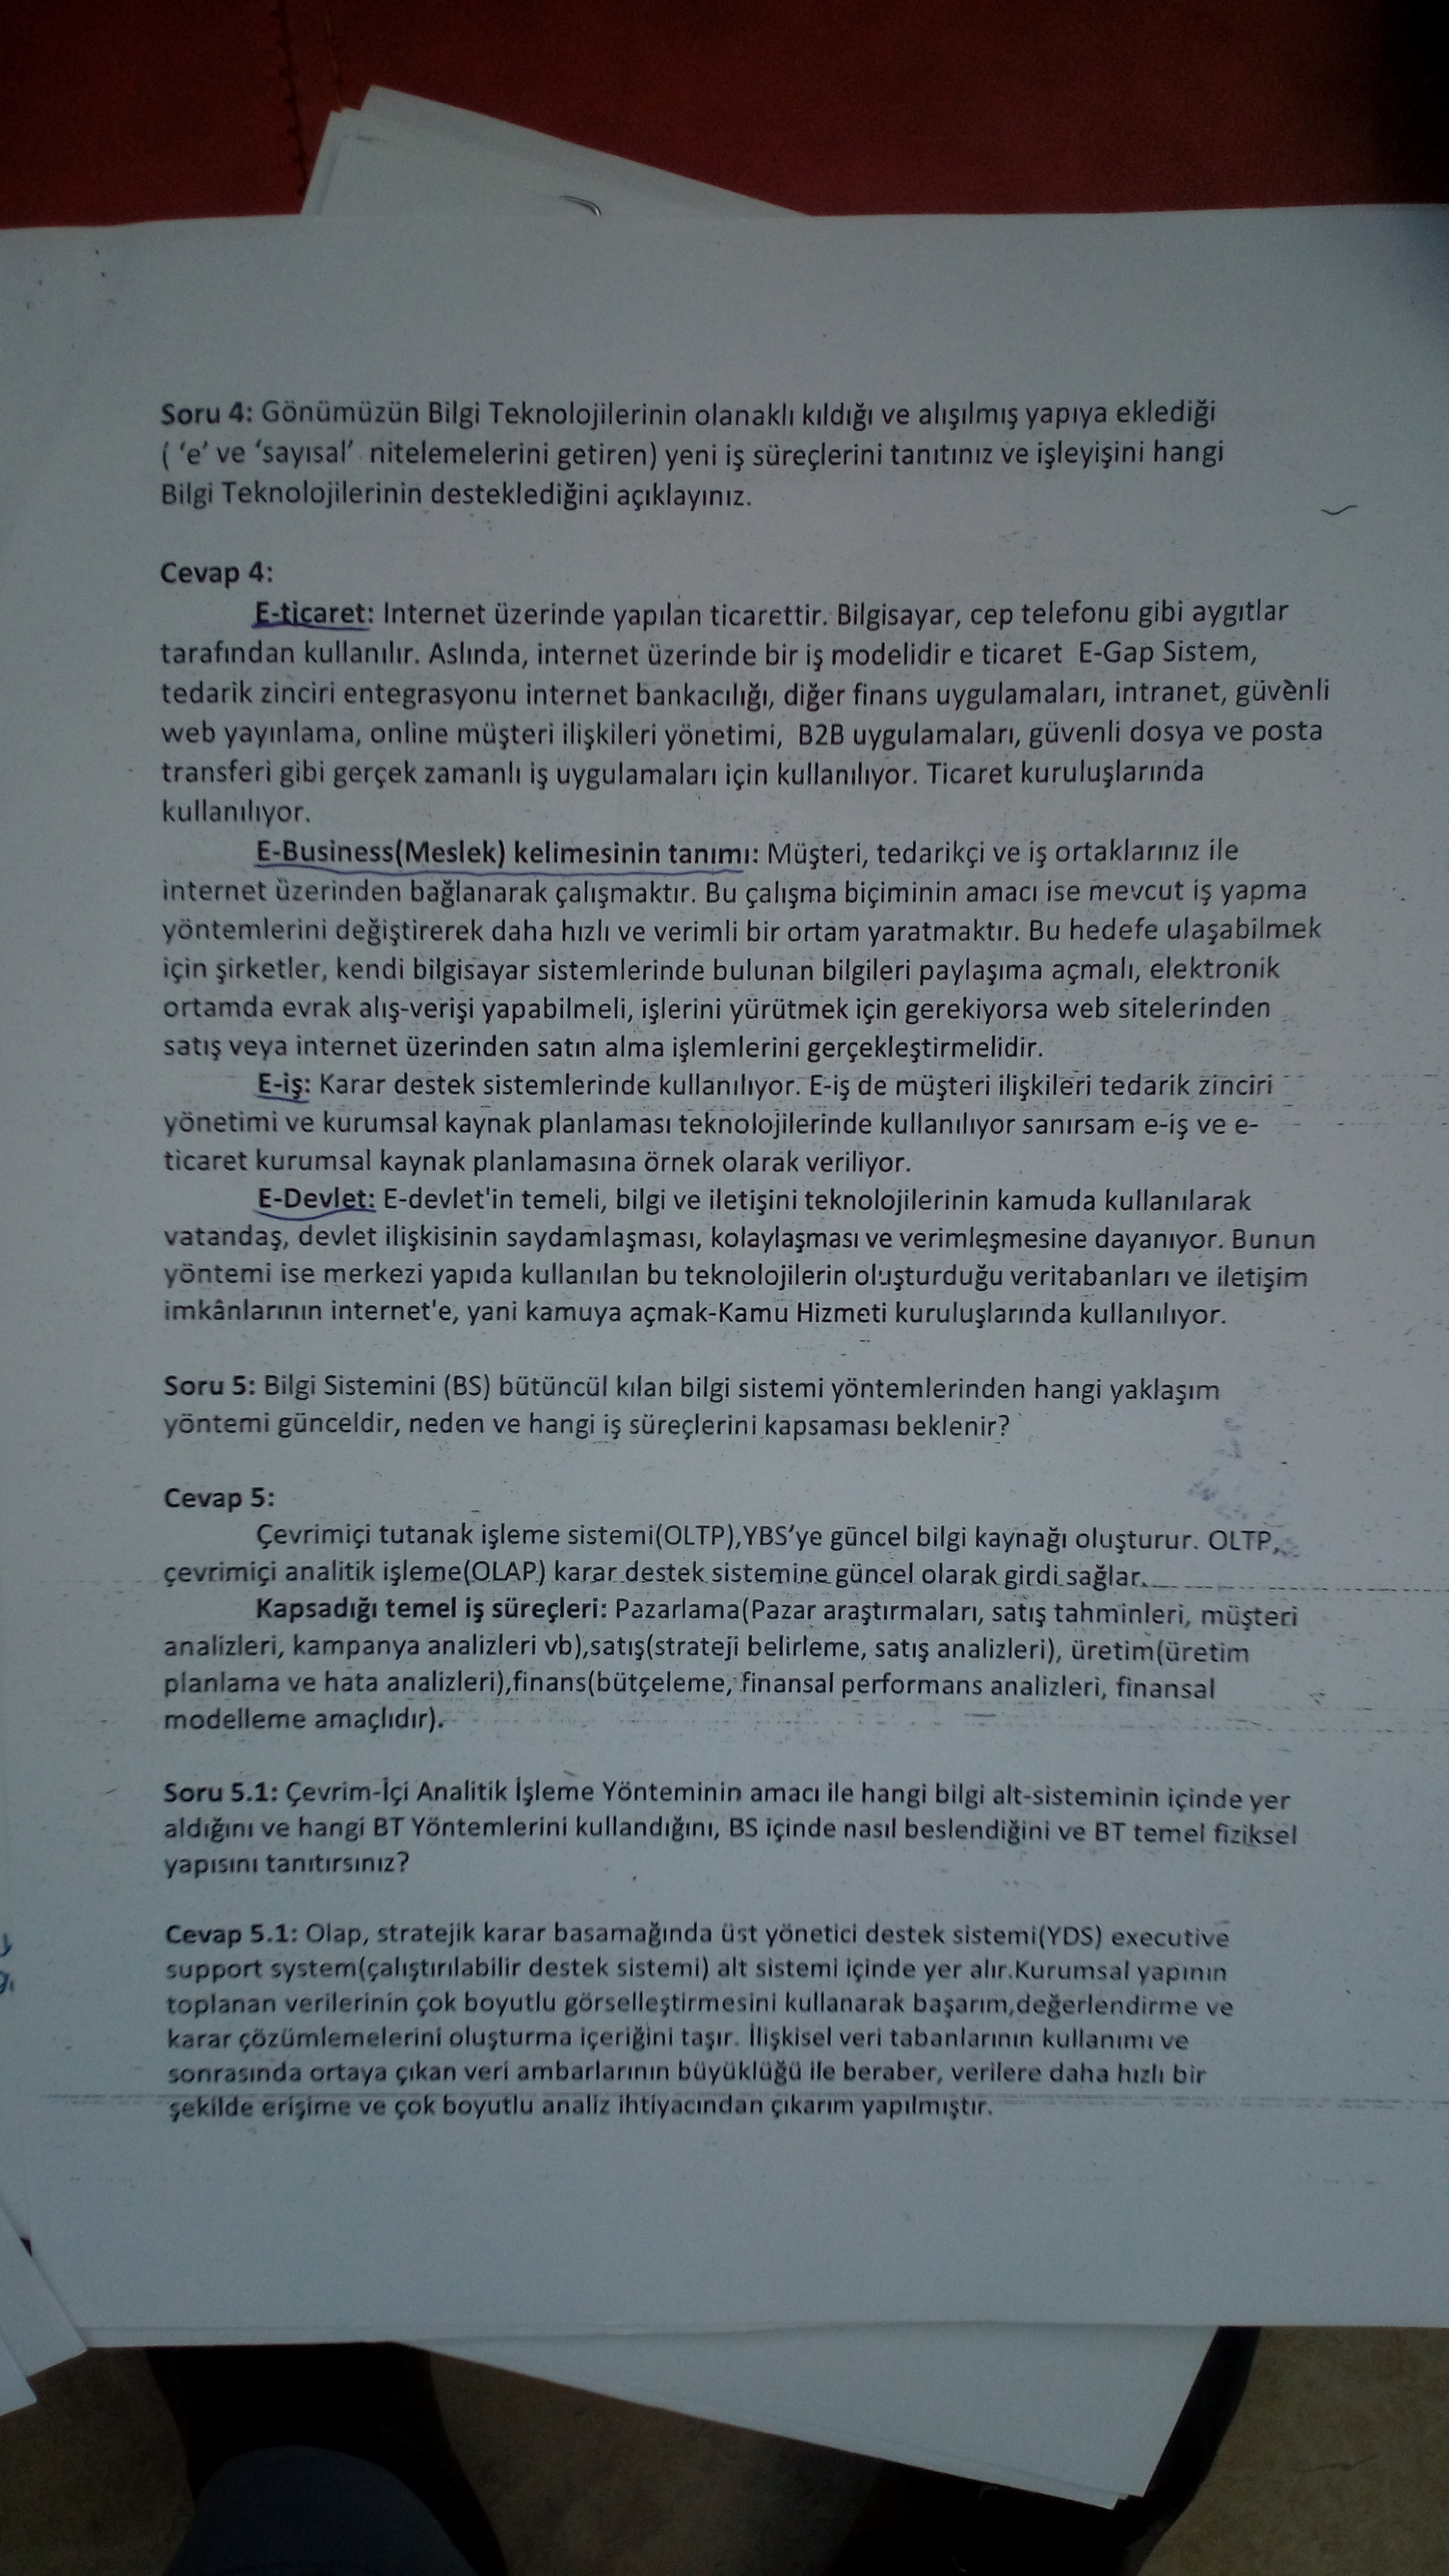 Soru 4: Gönümüzün Bilgi Teknolojilerinin olanaklı kıldığı ve alışılmış yapıya eklediği
( ‘e’ ve ‘sayısal’ nitelemelerini getiren) yeni iş süreçlerini tanıtınız ve işleyişini hangi
Bilgi Teknolojilerinin desteklediğini açıklayınız.
Cevap 4:
E-ticaret: Internet üzerinde yapılan ticarettir. Bilgisayar, cep telefonu gibi aygıtlar
tarafından kullanılır. Aslında, internet üzerinde bir iş modelidir e ticaret E-Gap Sistem,
tedarik zinciri entegrasyonu internet bankacılığı, diğer finans uygulamaları, intranet, güvenli
web yayınlama, online müşteri ilişkileri yönetimi, B2B uygulamaları, güvenli dosya ve posta
transferi gibi gerçek zamanlı iş uygulamaları için kullanılıyor. Ticaret kuruluşlarında
kullanılıyor.
E-Business(Meslek) kelimesinin tanımı: Müşteri, tedarikçi ve iş ortaklarınız ile
internet üzerinden bağlanarak çalışmaktır. Bu çalışma biçiminin amacı ise mevcut iş yapma
yöntemlerini değiştirerek daha hızlı ve verimli bir ortam yaratmaktır. Bu hedefe ulaşabilmek
için şirketler, kendi bilgisayar sistemlerinde bulunan bilgileri paylaşıma açmalı, elektronik
ortamda evrak alış-verişi yapabilmeli, işlerini yürütmek için gerekiyorsa web sitelerinden
satış veya internet üzerinden satın alma işlemlerini gerçekleştirmelidir.
E-iş: Karar destek sistemlerinde kullanılıyor. E-iş de müşteri ilişkileri tedarik zinciri
yönetimi ve kurumsal kaynak planlaması teknolojilerinde kullanılıyor sanırsam e-iş ve e-
ticaret kurumsal kaynak planlamasına örnek olarak veriliyor.
E-Devlet: E-devlet'in temeli, bilgi ve iletişini teknolojilerinin kamuda kullanılarak
vatandaş, devlet ilişkisinin saydamlaşması, kolaylaşması ve verimleşmesine dayanıyor. Bunun
yöntemi ise merkezi yapıda kullanılan bu teknolojilerin oluşturduğu veritabanları ve iletişim
imkânlarının internet'e, yani kamuya açmak-Kamu Hizmeti kuruluşlarında kullanılıyor.
Soru 5: Bilgi Sistemini (BS) bütüncül kılan bilgi sistemi yöntemlerinden hangi yaklaşım
yöntemi günceldir, neden ve hangi iş süreçlerini kapsaması beklenir?
Cevap 5:
Çevrimiçi tutanak işleme sistemi(OLTP),YBS’ye güncel bilgi kaynağı oluşturur. OLTP,
çevrimiçi analitik işleme(OLAP) karar destek sistemine güncel olarak girdi sağlar.
Kapsadığı temel iş süreçleri: Pazarlama(Pazar araştırmaları, satış tahminleri, müşteri
analizleri, kampanya analizleri vb),satış(strateji belirleme, satış analizleri), üretim(üretim
planlama ve hata analizleri),finans(bütçeleme, finansal performans analizleri, finansal
modelleme amaçlıdır).
Soru 5.1: Çevrim-İçi Analitik İşleme Yönteminin amacı ile hangi bilgi alt-sisteminin içinde yer
aldığını ve hangi BT Yöntemlerini kullandığını, BS içinde nasıl beslendiğini ve BT temel fiziksel
yapısını tanıtırsınız?
Cevap 5.1: Olap, stratejik karar basamağında üst yönetici destek sistemi(YDS) executive
support system(çalıştırılabilir destek sistemi) alt sistemi içinde yer alır.Kurumsal yapının
toplanan verilerinin çok boyutlu görselleştirmesini kullanarak başarım,değerlendirme ve
karar çözümlemelerini oluşturma içeriğini taşır. İlişkisel veri tabanlarının kullanımı ve
sonrasında ortaya çıkan veri ambarlarının büyüklüğü ile beraber, verilere daha hızlı bir
şekilde erişime ve çok boyutlu analiz ihtiyacından çıkarım yapılmıştır.